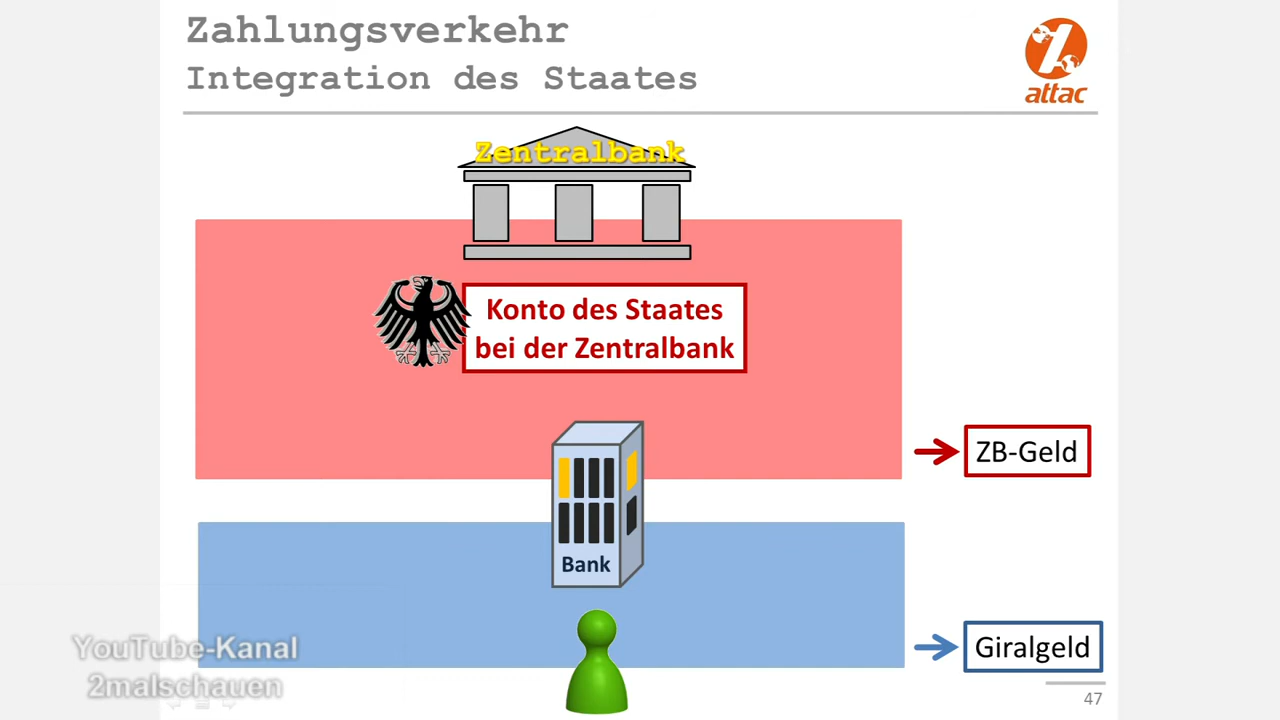 Zahlungsverkehr
Integration des Staates
attac
Zentralbank
Konto des Staates
bei der Zentralbank
ZB-Geld
Bank
Giralgeld
YouTube-Kanal
2malschauen
47